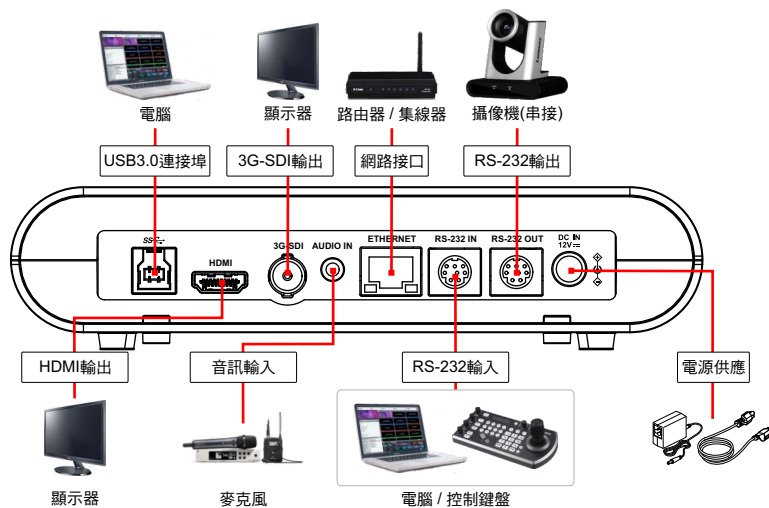 電腦
顯示器
路由器 / 集線器
攝像機(串接)
USB3.0連接埠
3G-SDI輸出
網路接口
RS-232輸出
HDMI
3G-SDI
AUDIO IN
ETHERNET
RS-232 IN
RS-232 OUT
DC IN
12V
HDMI輸出
音訊輸入
RS-232輸入
電源供應
顯示器
麥克風
電腦 / 控制鍵盤